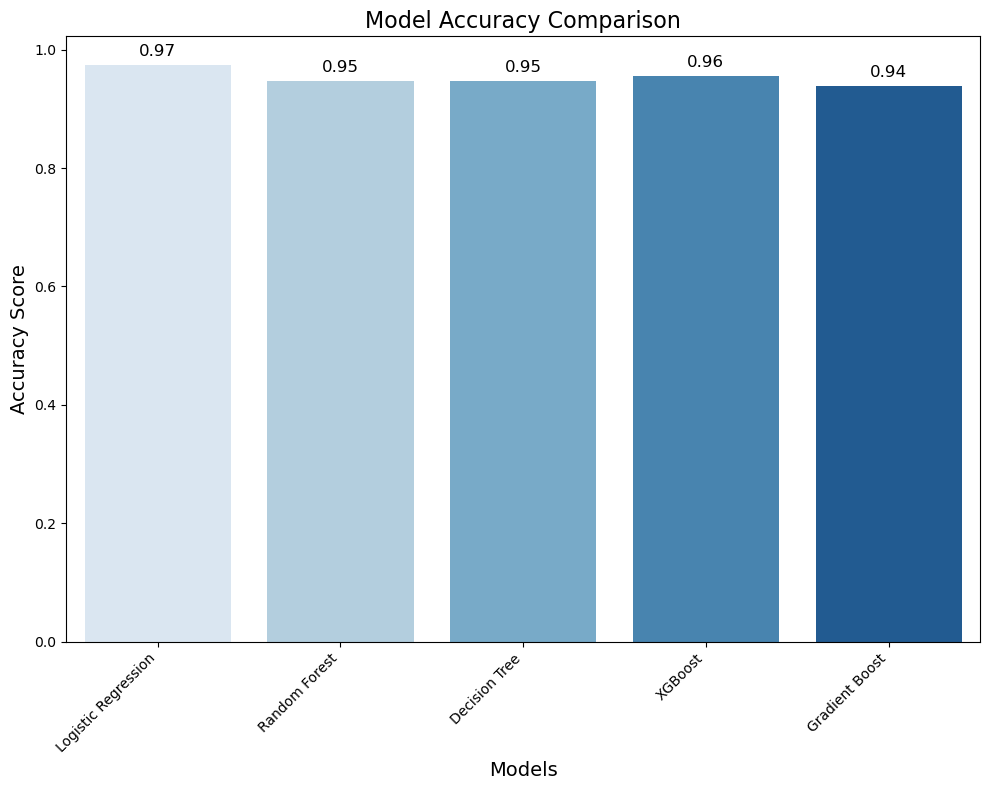 Model Accuracy Comparison
0.97
0.95
0.95
0.96
0.94
1.0
0.8
0.6
0.4
0.2
0.0
Accuracy Score
Logistic Regression
Random Forest
Decision Tree
XGBoost
Gradient Boost
Models